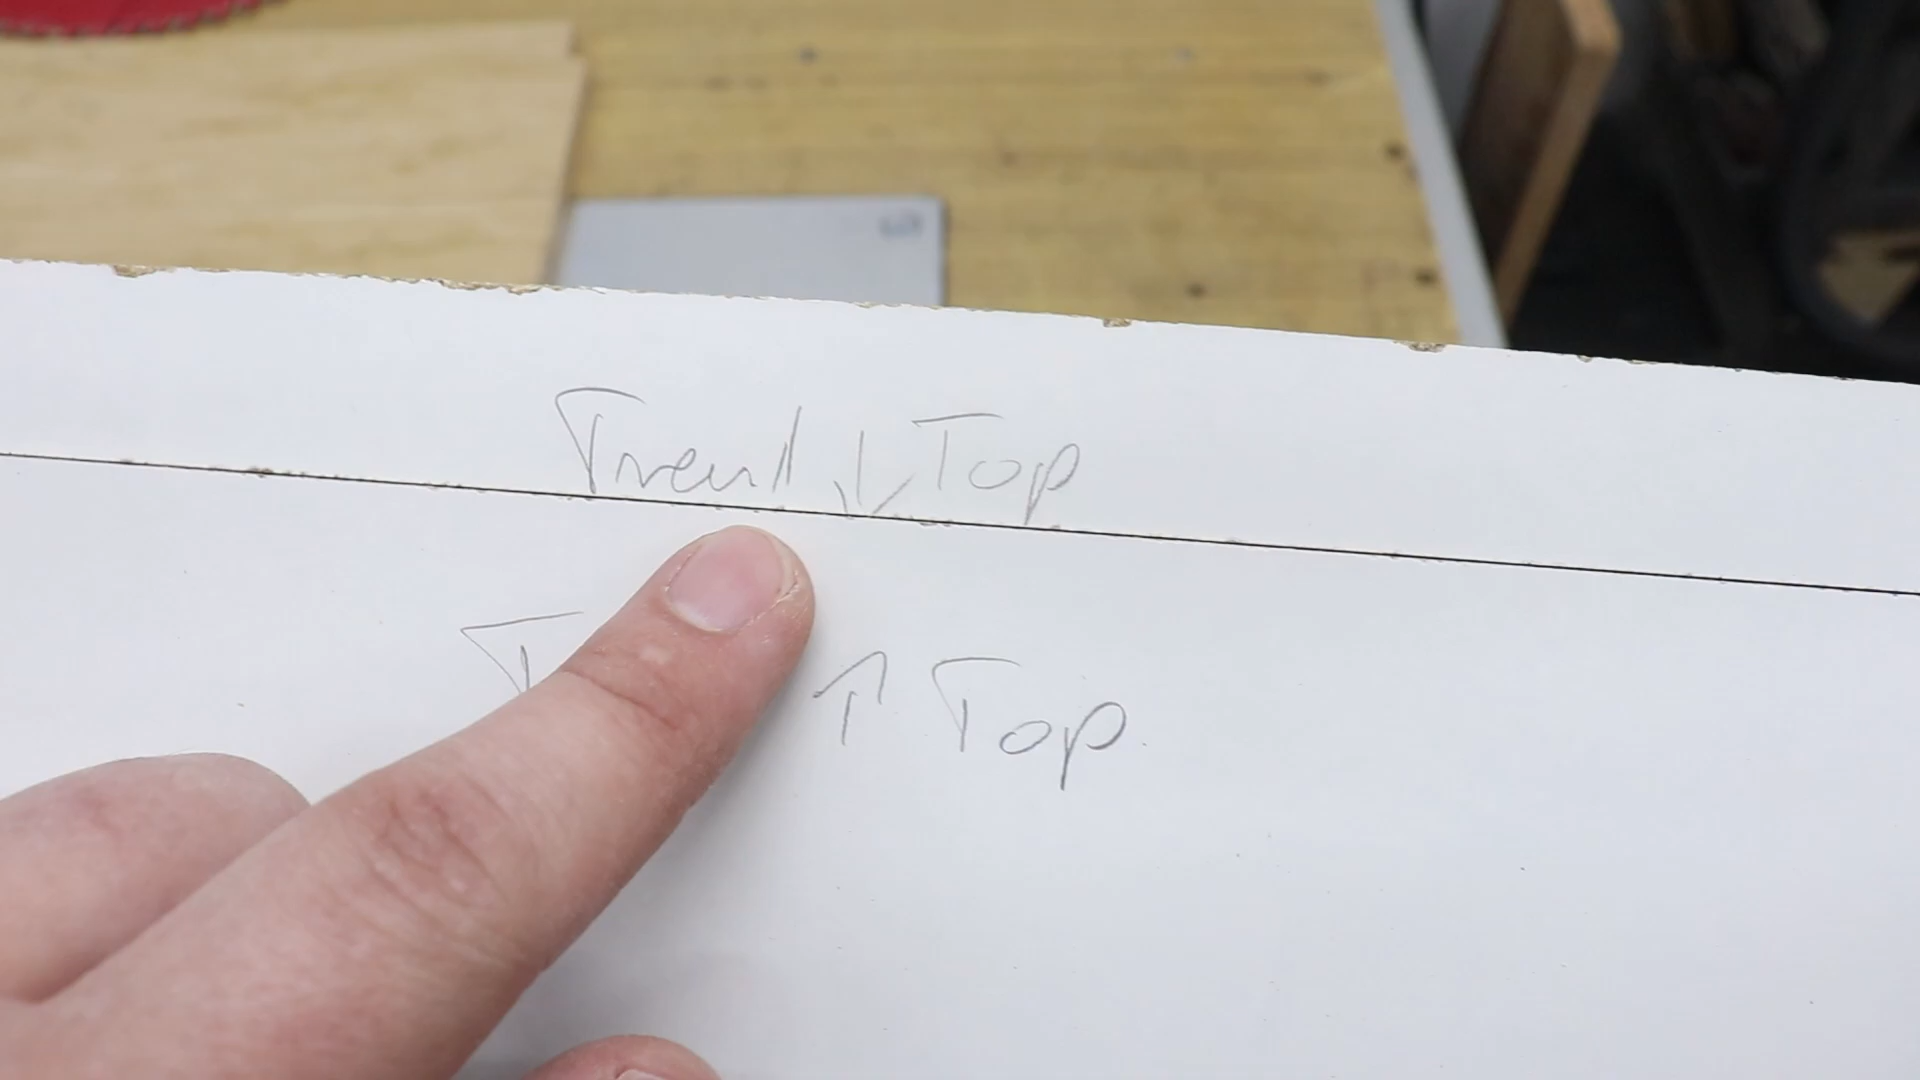 Trend ↓ Top
T ↑ Top